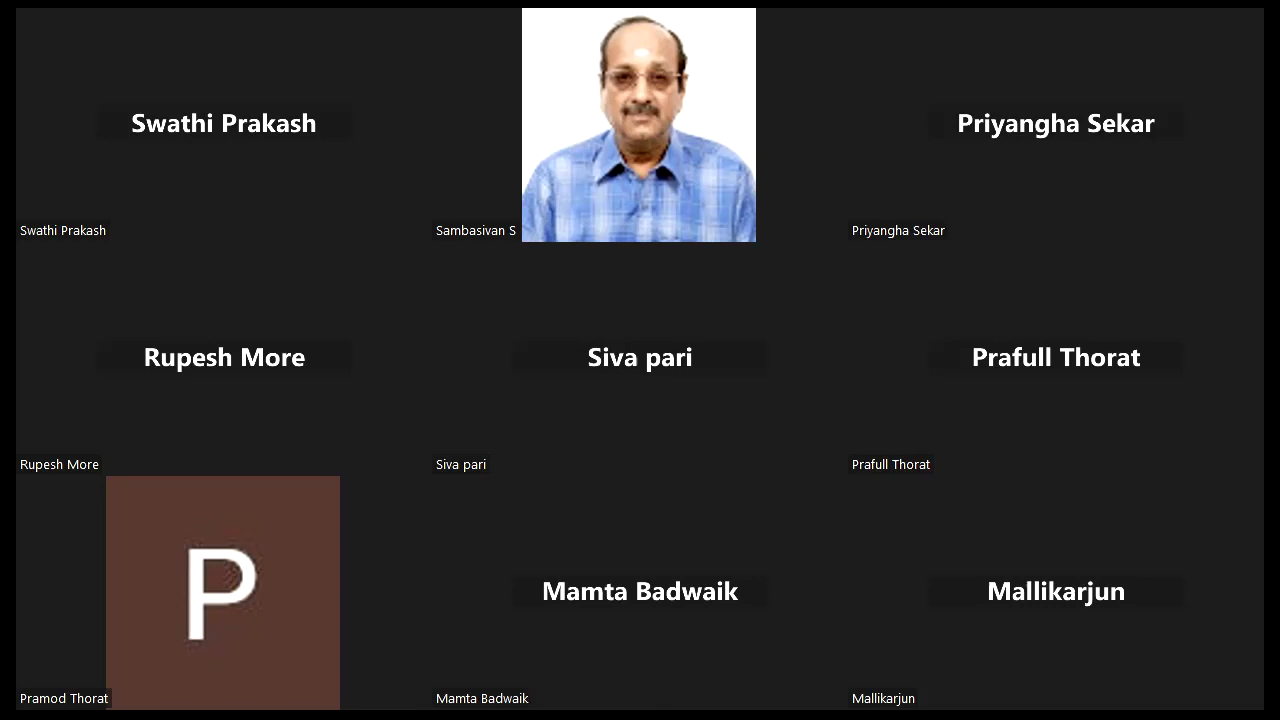 Swathi Prakash
Swathi Prakash
Sambasivan S
Priyangha Sekar
Priyangha Sekar
Rupesh More
Rupesh More
Siva pari
Siva pari
Prafull Thorat
Prafull Thorat
P
Pramod Thorat
Mamta Badwaik
Mamta Badwaik
Mallikarjun
Mallikarjun